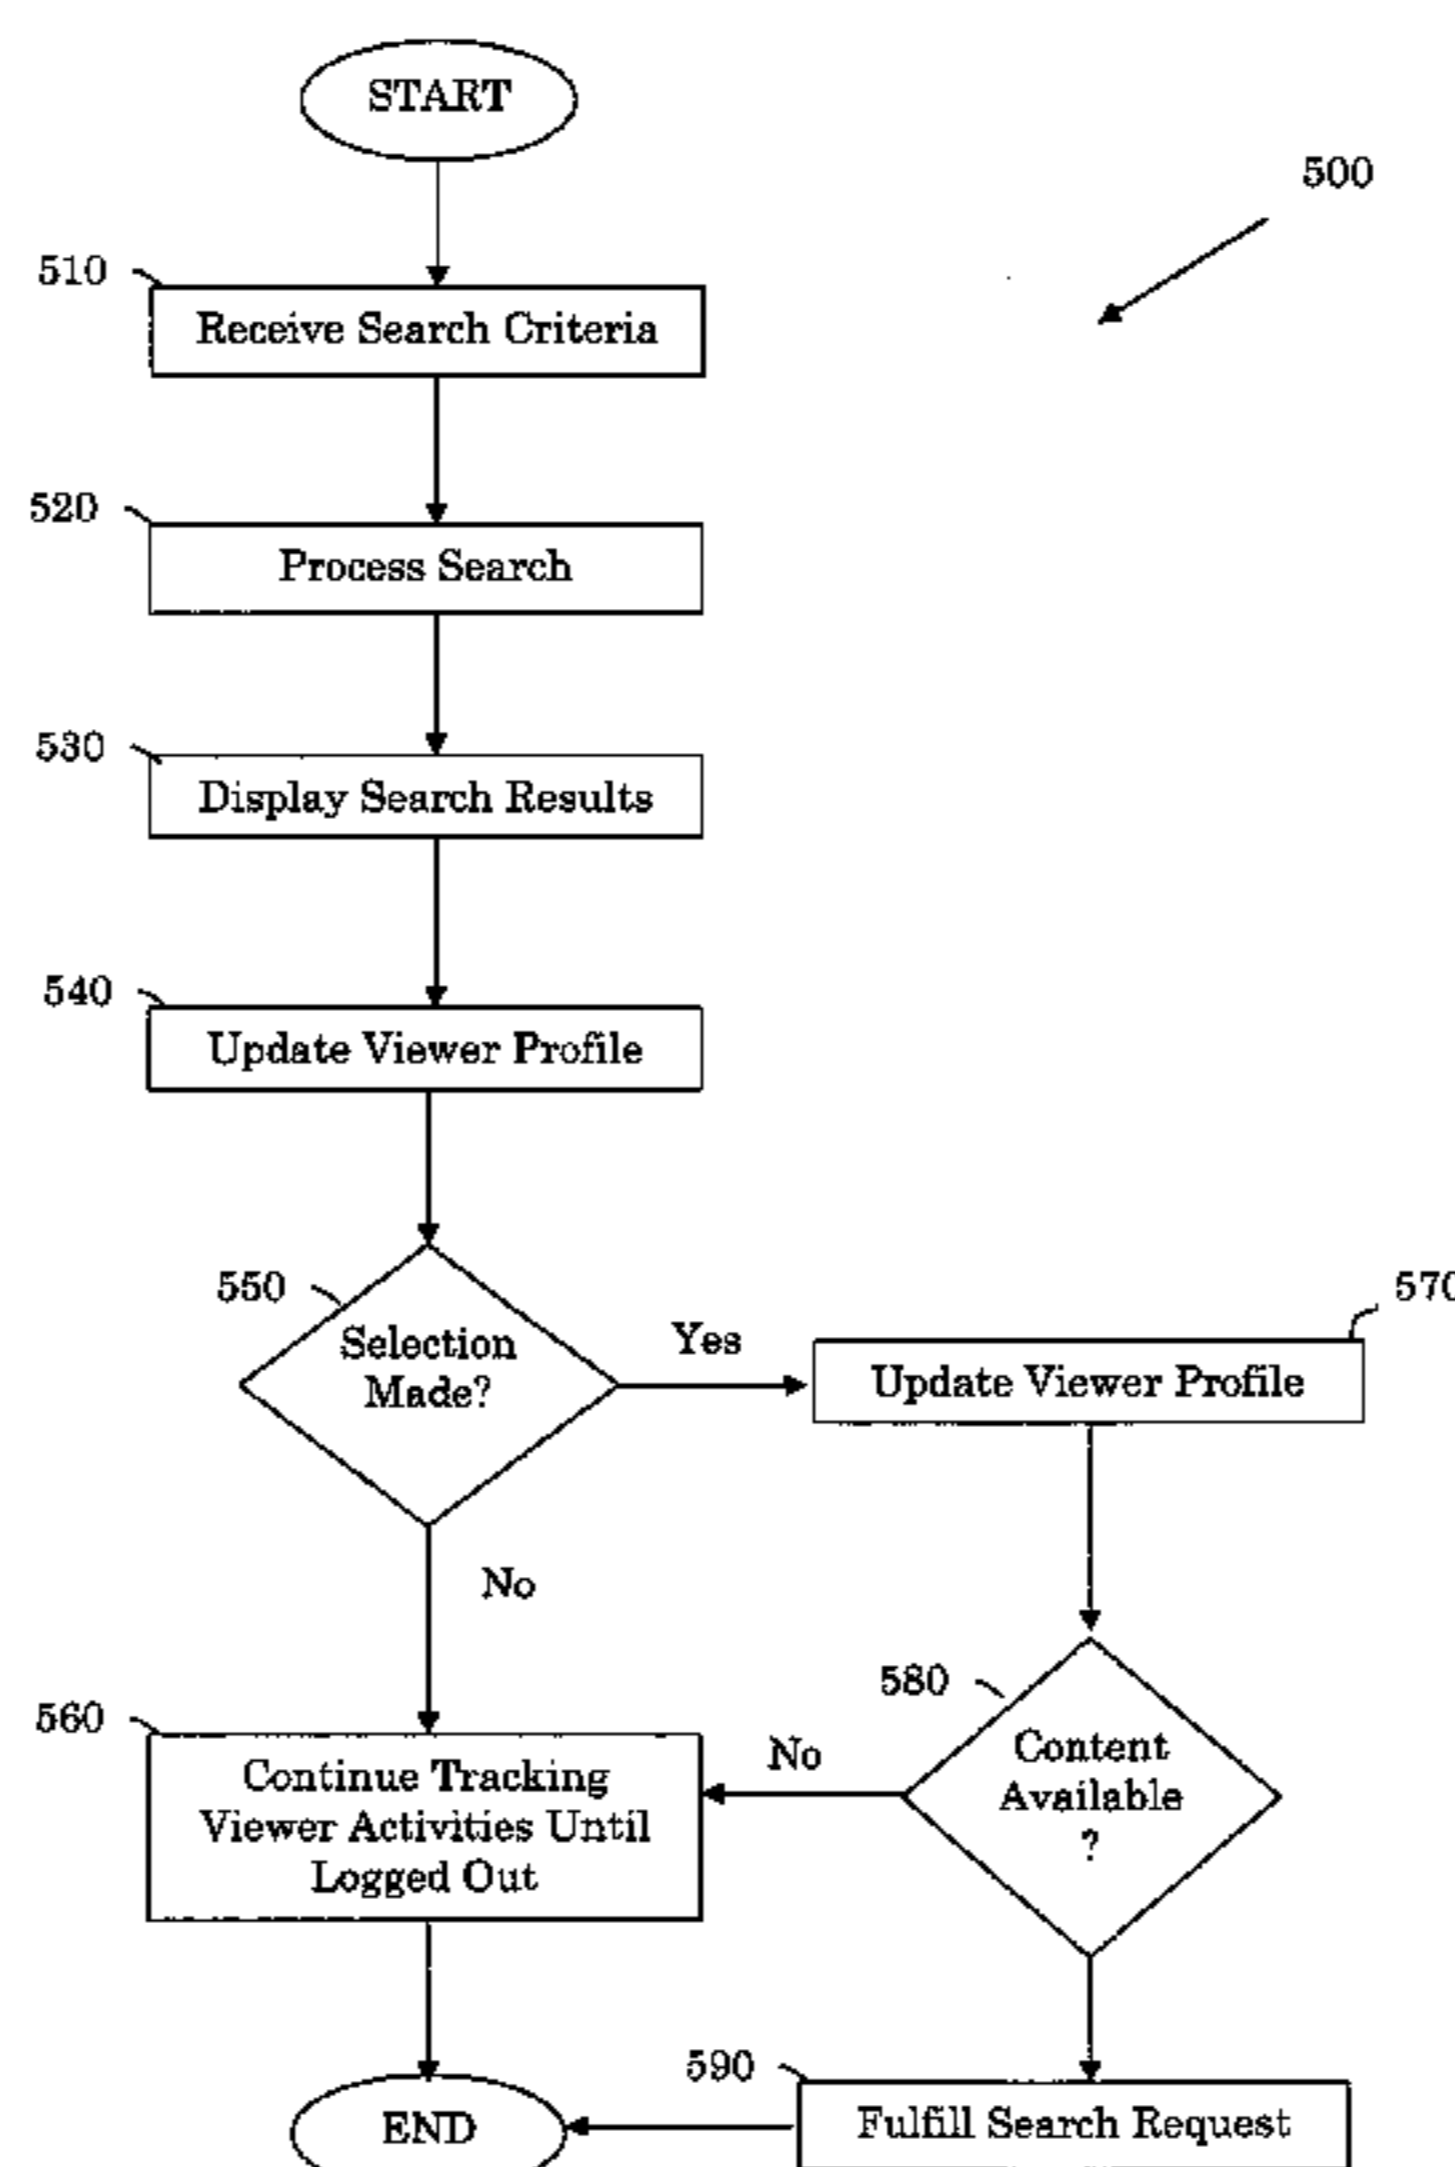 START
500
510
Receive Search Criteria
520
Process Search
530
Display Search Results
540
Update Viewer Profile
550
Selection
Made?
Yes
570
Update Viewer Profile
No
580
Content
Available
?
No
560
Continue Tracking
Viewer Activities Until
Logged Out
590
Fulfill Search Request
END